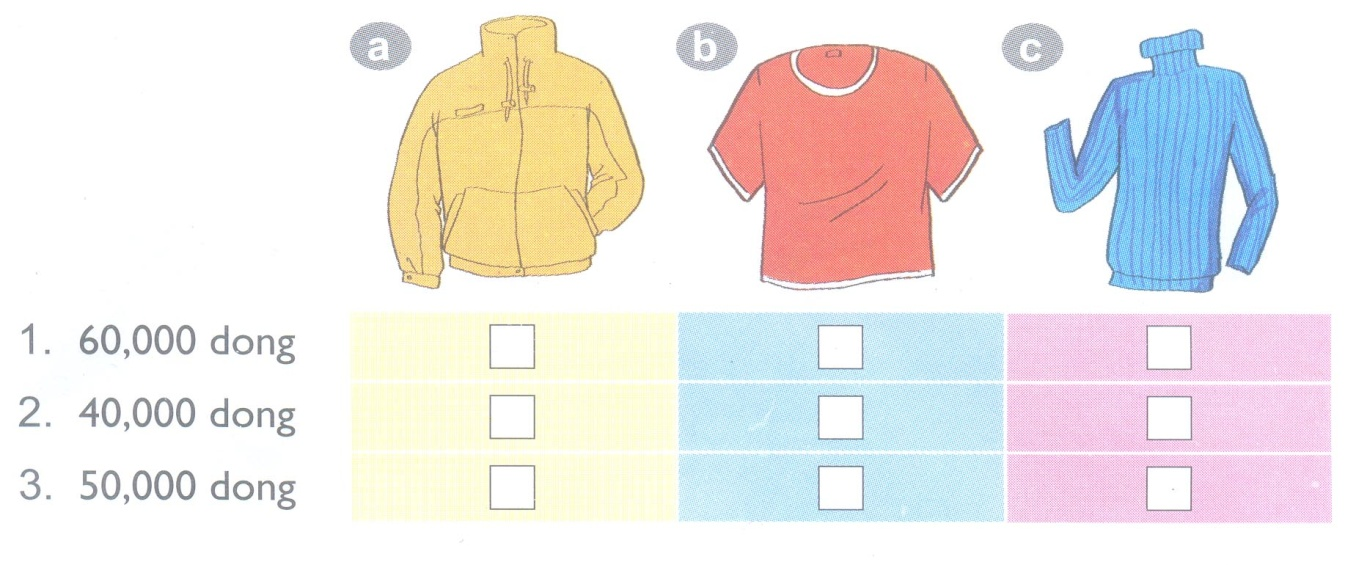 a b c
1. 60,000 dong
2. 40,000 dong
3. 50,000 dong